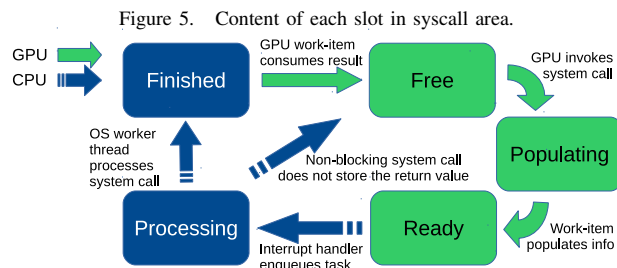 Figure 5. Content of each slot in syscall area.
GPU
CPU
Finished
GPU work-item
consumes result
Free
GPU invokes
system call
OS worker
thread
processes
system call
Non-blocking system call
does not store the return value
Populating
Processing
Interrupt handler
enqueues task
Ready
Work-item
populates info